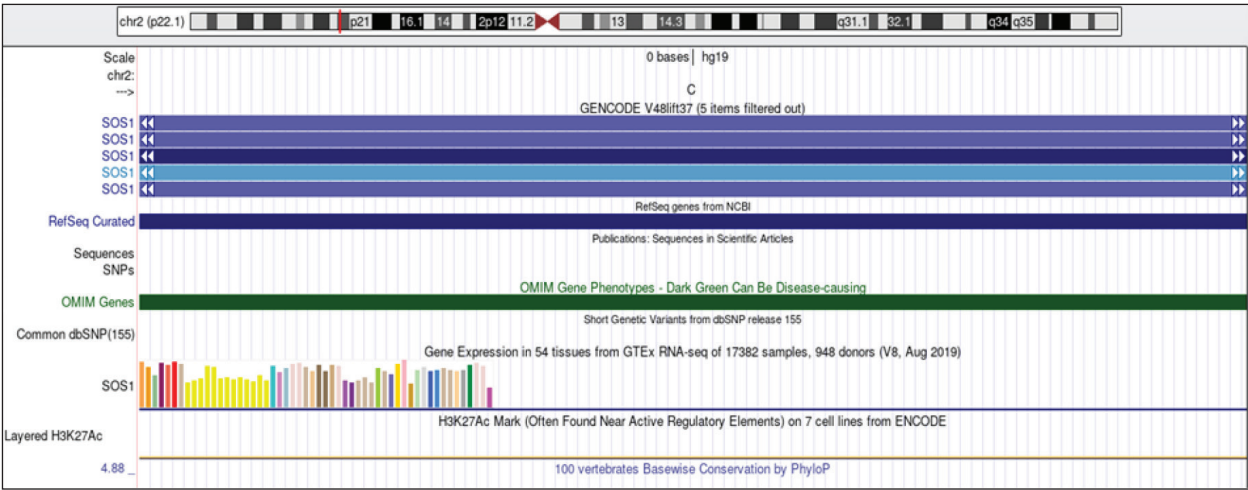 chr2 (p22.1) p21 16.1 14 2p12 11.2 13 14.3 q31.1 32.1 q34 q35
Scale 0 bases hg19
chr2:
---> C
GENCODE V48lift37 (5 items filtered out)
SOS1
SOS1
SOS1
SOS1
SOS1
RefSeq genes from NCBI
RefSeq Curated
Publications: Sequences in Scientific Articles
Sequences
SNPs
OMIM Gene Phenotypes - Dark Green Can Be Disease-causing
OMIM Genes
Short Genetic Variants from dbSNP release 155
Common dbSNP(155)
Gene Expression in 54 tissues from GTEx RNA-seq of 17382 samples, 948 donors (V8, Aug 2019)
SOS1
H3K27Ac Mark (Often Found Near Active Regulatory Elements) on 7 cell lines from ENCODE
Layered H3K27Ac
4.88 _ 100 vertebrates Basewise Conservation by PhyloP